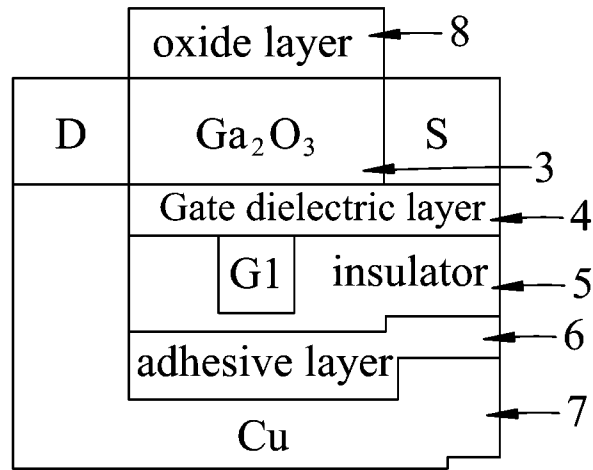 oxide layer 8
D Ga₂O₃ S
3
Gate dielectric layer 4
G1 insulator 5
6
adhesive layer
7
Cu